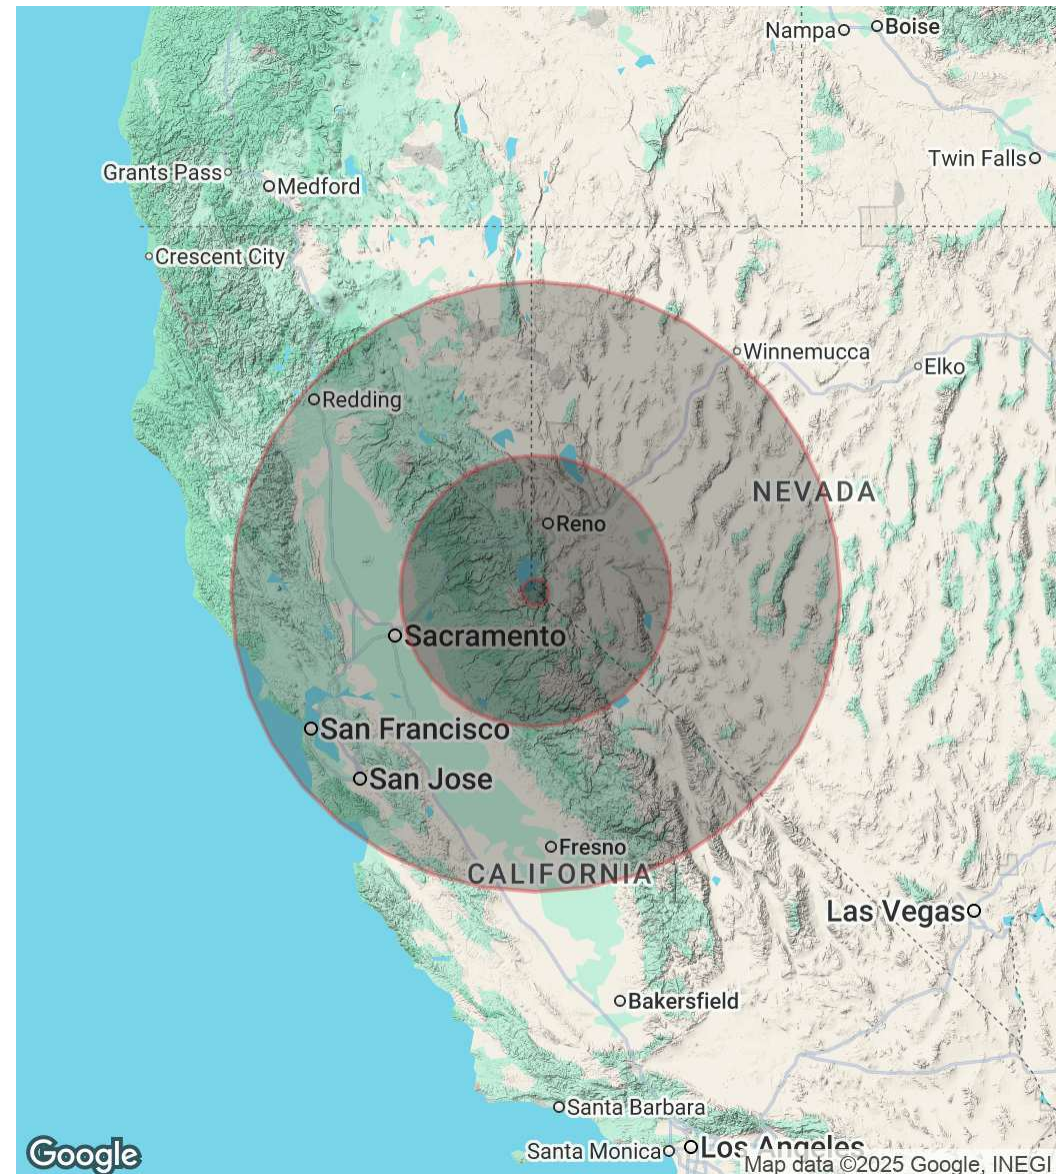 Nampa
Boise
Twin Falls
Grants Pass
Medford
Crescent City
Winnemucca
Elko
Redding
NEVADA
Reno
Sacramento
San Francisco
San Jose
Fresno
CALIFORNIA
Las Vegas
Bakersfield
Santa Barbara
Santa Monica
Los Angeles
Google
Map data ©2025 Google, INEGI